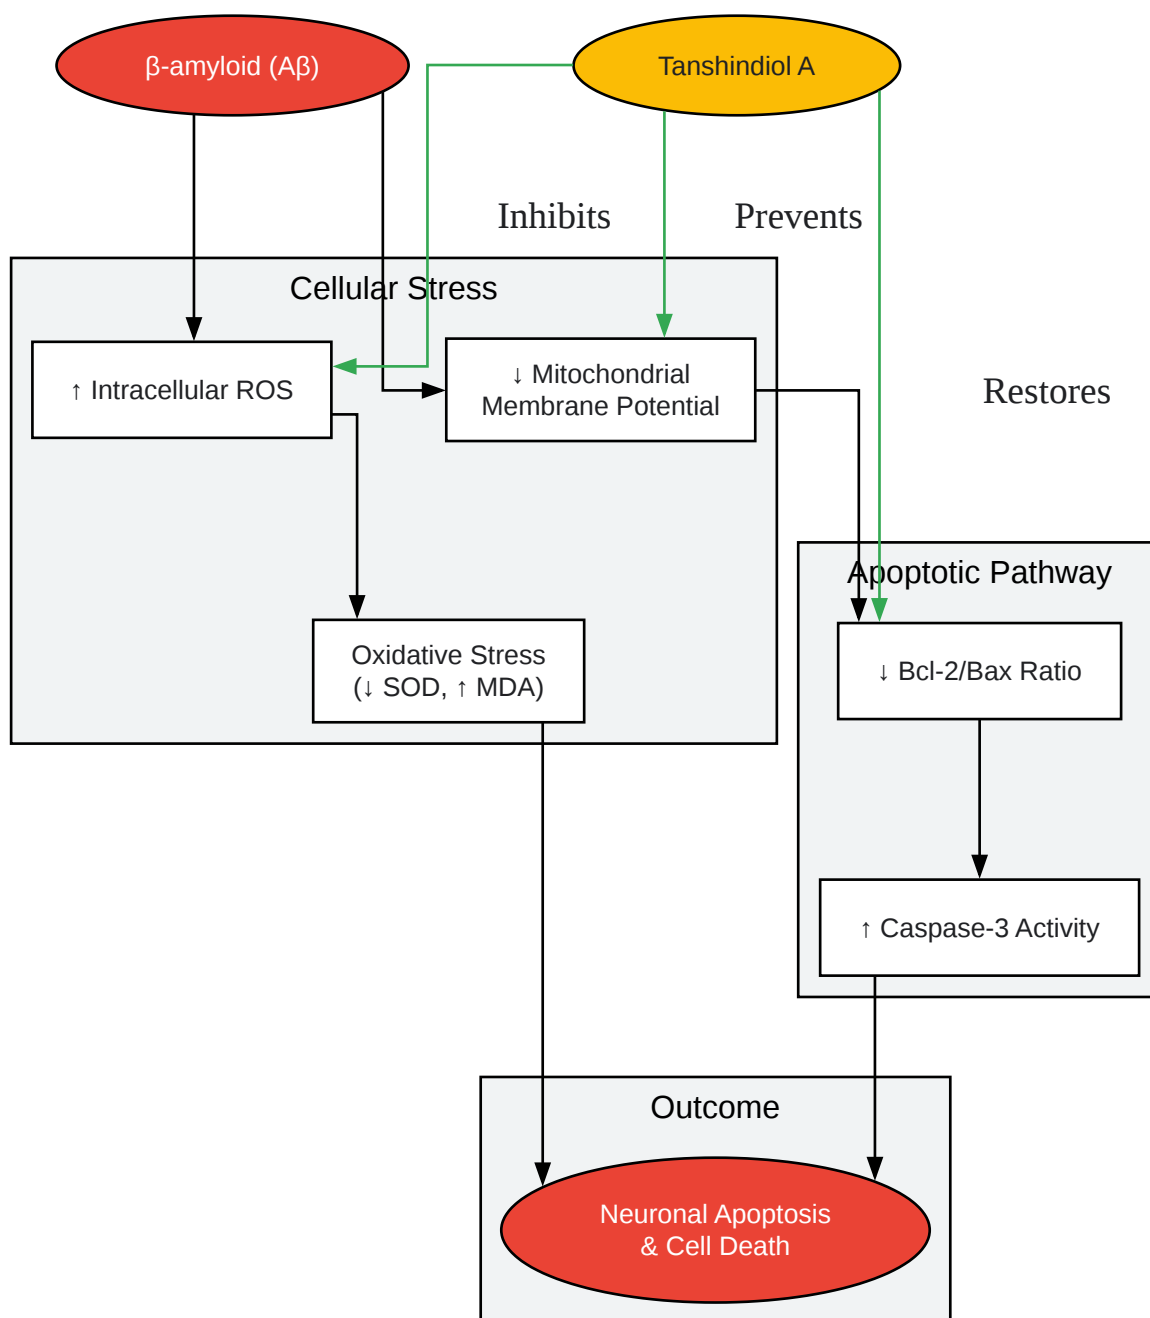 β-amyloid (Aβ)
Tanshindiol A
Inhibits
Prevents
Cellular Stress
↑ Intracellular ROS
↓ Mitochondrial
Membrane Potential
Restores
Oxidative Stress
(↓ SOD, ↑ MDA)
Apoptotic Pathway
↓ Bcl-2/Bax Ratio
↑ Caspase-3 Activity
Outcome
Neuronal Apoptosis
& Cell Death